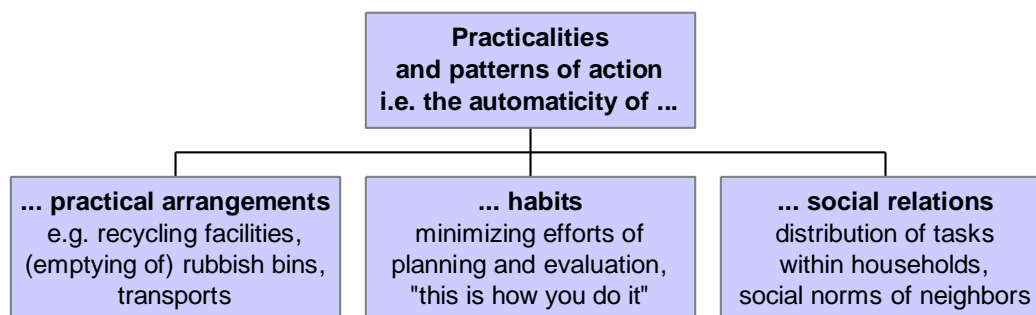 Practicalities
and patterns of action
i.e. the automaticity of ...
... practical arrangements
e.g. recycling facilities,
(emptying of) rubbish bins,
transports
... habits
minimizing efforts of
planning and evaluation,
"this is how you do it"
... social relations
distribution of tasks
within households,
social norms of neighbors